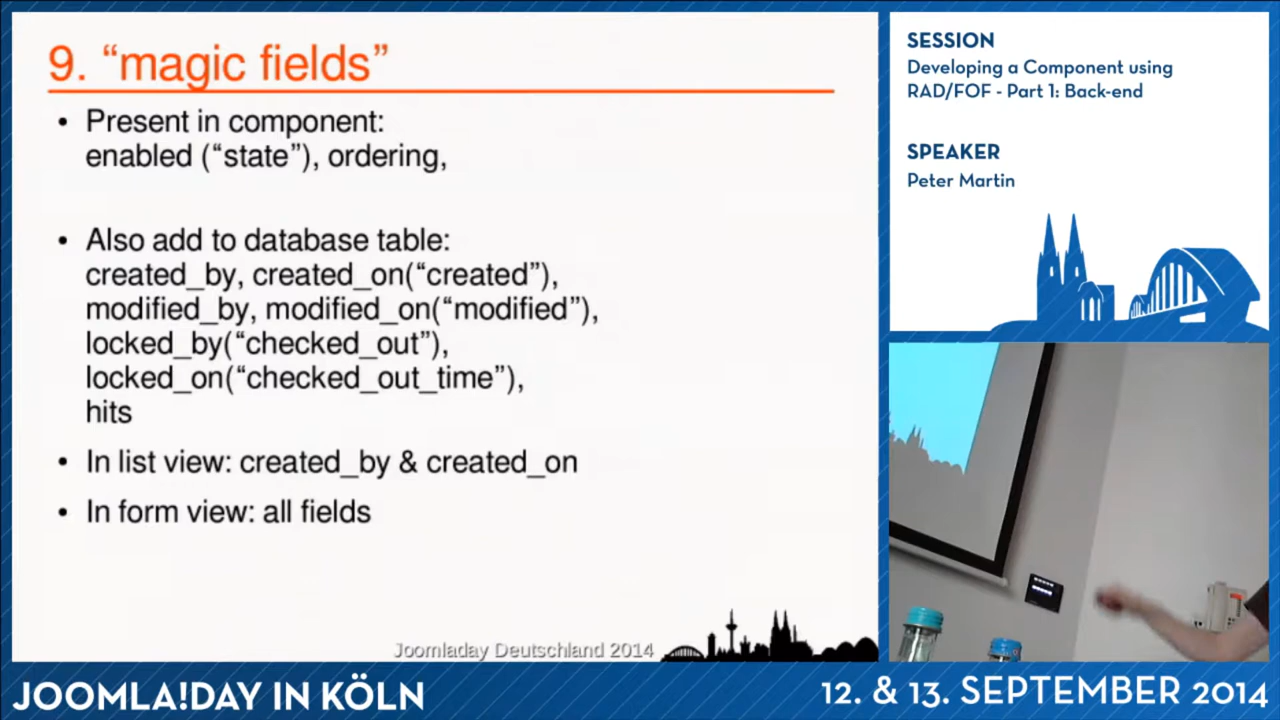 9. “magic fields”
• Present in component:
enabled (“state”), ordering,
• Also add to database table:
created_by, created_on(“created”),
modified_by, modified_on(“modified”),
locked_by(“checked_out”),
locked_on(“checked_out_time”),
hits
• In list view: created_by & created_on
• In form view: all fields
Joomladay Deutschland 2014
SESSION
Developing a Component using
RAD/FOF - Part 1: Back-end
SPEAKER
Peter Martin
JOOMLA!DAY IN KÖLN
12. & 13. SEPTEMBER 2014